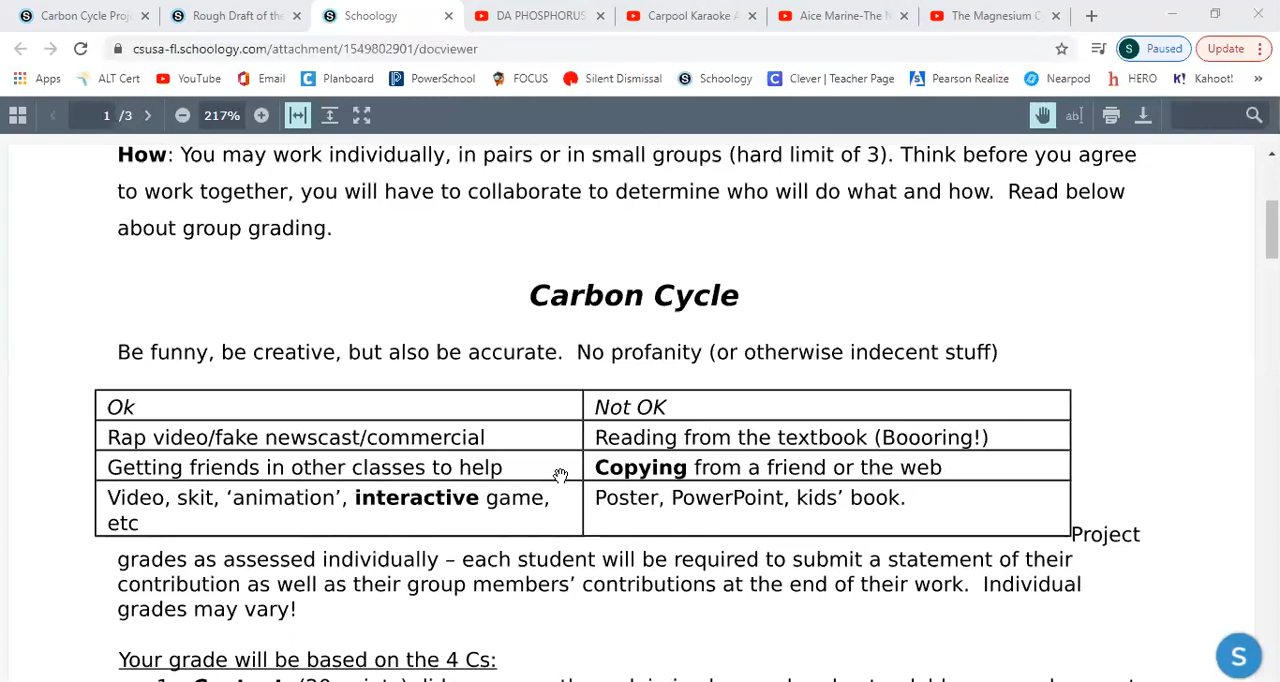 Carbon Cycle Proj
Rough Draft of the
Schoology
DA PHOSPHORUS
Carpool Karaoke
Aice Marine-The
The Magnesium C
csusa-fl.schoology.com/attachment/1549802901/docviewer
S Paused
Update
Apps
ALT Cert
YouTube
Email
Planboard
PowerSchool
FOCUS
Silent Dismissal
Schoology
Clever | Teacher Page
Pearson Realize
Nearpod
HERO
Kahoot!
»
1 /3
217%
ab
How: You may work individually, in pairs or in small groups (hard limit of 3). Think before you agree
to work together, you will have to collaborate to determine who will do what and how. Read below
about group grading.
Carbon Cycle
Be funny, be creative, but also be accurate. No profanity (or otherwise indecent stuff)
Ok
Not OK
Rap video/fake newscast/commercial
Reading from the textbook (Boooring!)
Getting friends in other classes to help
Copying from a friend or the web
Video, skit, ‘animation’, interactive game,
etc
Poster, PowerPoint, kids’ book.
Project
grades as assessed individually – each student will be required to submit a statement of their
contribution as well as their group members’ contributions at the end of their work. Individual
grades may vary!
Your grade will be based on the 4 Cs:
S